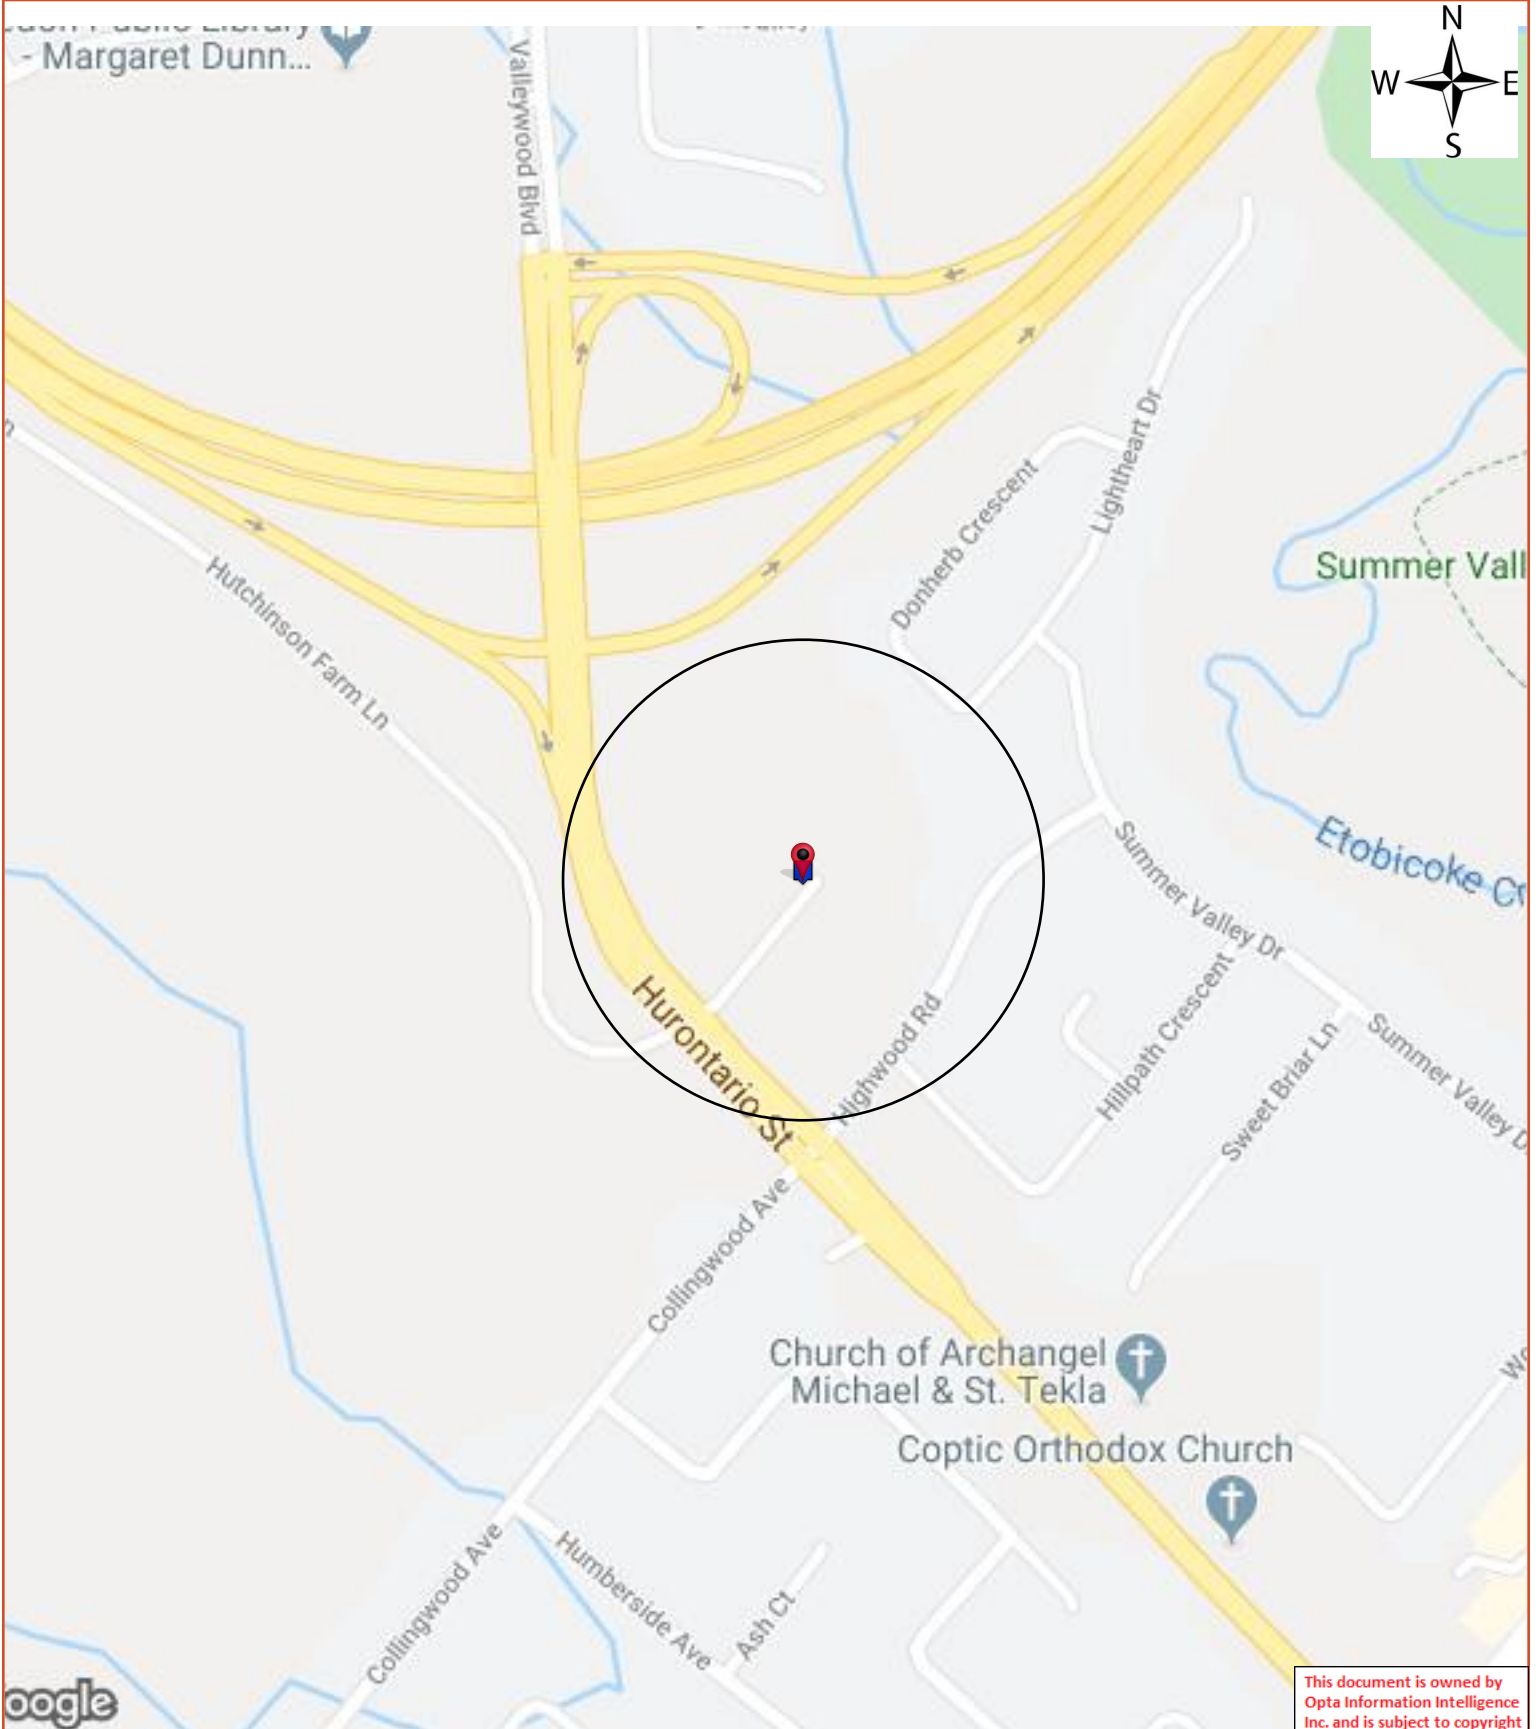 N
W E
S
Public Library
- Margaret Dunn...
Valleywood Blvd
Lightheart Dr
Donherb Crescent
Summer Vall
Hutchinson Farm Ln
Etobicoke Cr
Summer Valley Dr
Hurontario St
Highwood Rd
Hillpath Crescent
Sweet Briar Ln
Summer Valley D
Collingwood Ave
Church of Archangel
Michael & St. Tekla
Coptic Orthodox Church
Wo
Collingwood Ave
Humberside Ave
Ash Ct
oogle
This document is owned by
Opta Information Intelligence
Inc. and is subject to copyright